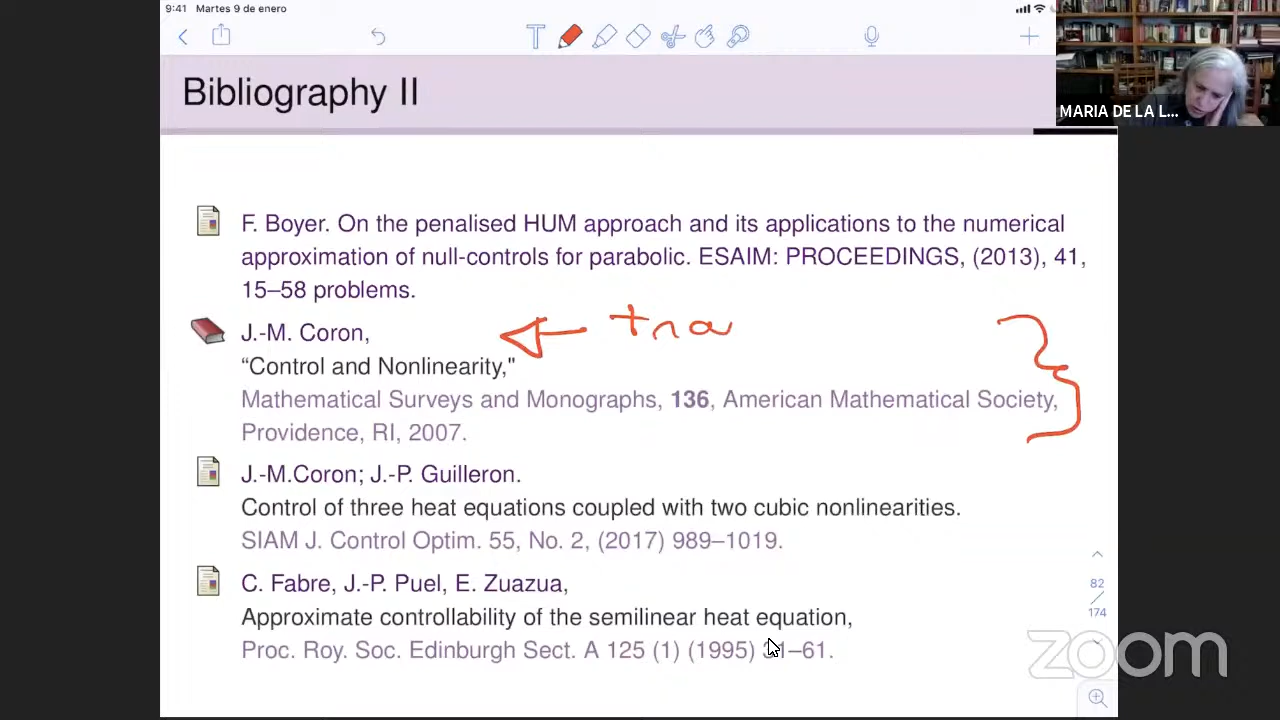 9:41 Martes 9 de enero
Bibliography II
MARIA DE LA L...
F. Boyer. On the penalised HUM approach and its applications to the numerical
approximation of null-controls for parabolic. ESAIM: PROCEEDINGS, (2013), 41,
15–58 problems.
J.-M. Coron,
tna
“Control and Nonlinearity,"
Mathematical Surveys and Monographs, 136, American Mathematical Society,
Providence, RI, 2007.
J.-M.Coron; J.-P. Guilleron.
Control of three heat equations coupled with two cubic nonlinearities.
SIAM J. Control Optim. 55, No. 2, (2017) 989–1019.
C. Fabre, J.-P. Puel, E. Zuazua,
Approximate controllability of the semilinear heat equation,
Proc. Roy. Soc. Edinburgh Sect. A 125 (1) (1995) 31–61.
82
174
zoom